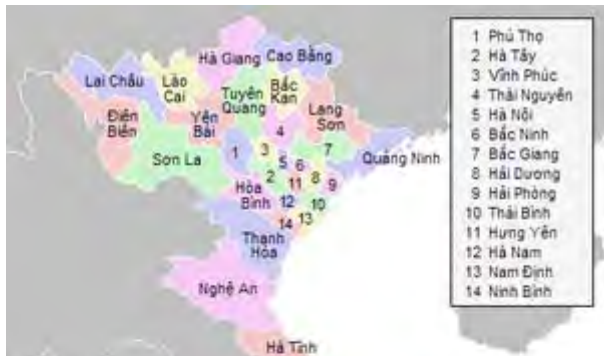 Hà Giang
Cao Bằng
Lai Châu
Lào
Cai
Bắc
Kạn
Tuyên
Quang
Điện
Biên
Yên
Bái
Lạng
Sơn
Sơn La
Quảng Ninh
Hòa
Bình
Thanh
Hóa
Nghệ An
Hà Tĩnh
1
2
3
4
5
6
7
8
9
10
11
12
13
14
1 Phú Thọ
2 Hà Tây
3 Vĩnh Phúc
4 Thái Nguyên
5 Hà Nội
6 Bắc Ninh
7 Bắc Giang
8 Hải Dương
9 Hải Phòng
10 Thái Bình
11 Hưng Yên
12 Hà Nam
13 Nam Định
14 Ninh Bình